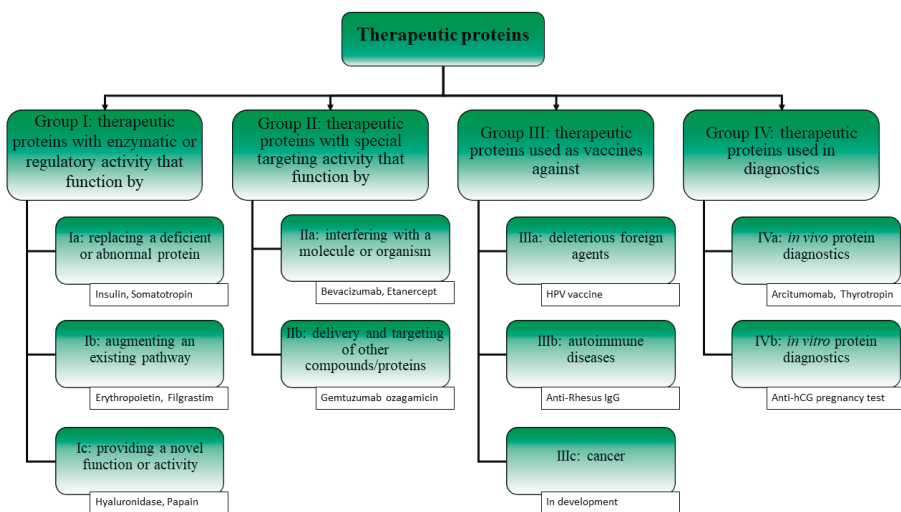 Therapeutic proteins
Group I: therapeutic
proteins with enzymatic or
regulatory activity that
function by
Ia: replacing a deficient
or abnormal protein
Insulin, Somatotropin
Ib: augmenting an
existing pathway
Erythropoietin, Filgrastim
Ic: providing a novel
function or activity
Hyaluronidase, Papain
Group II: therapeutic
proteins with special
targeting activity that
function by
IIa: interfering with a
molecule or organism
Bevacizumab, Etanercept
IIb: delivery and targeting
of other
compounds/proteins
Gemtuzumab ozagamicin
Group III: therapeutic
proteins used as vaccines
against
IIIa: deleterious foreign
agents
HPV vaccine
IIIb: autoimmune
diseases
Anti-Rhesus IgG
IIIc: cancer
In development
Group IV: therapeutic
proteins used in
diagnostics
IVa: in vivo protein
diagnostics
Arcitumomab, Thyrotropin
IVb: in vitro protein
diagnostics
Anti-hCG pregnancy test